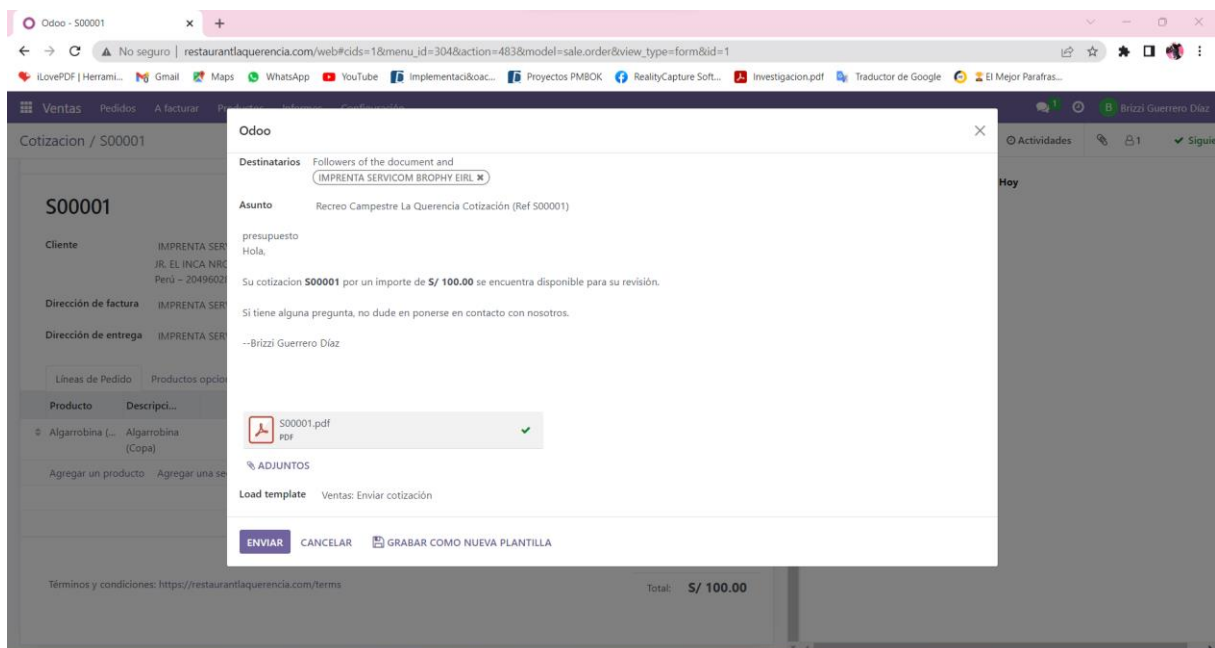 Odoo - S00001
No seguro | restaurantlaquerencia.com/web#cids=1&menu_id=304&action=483&model=sale.order&view_type=form&id=1
iLovePDF | Herrami... Gmail Maps WhatsApp YouTube Implementaci&oac... Proyectos PMBOK RealityCapture Soft... Investigacion.pdf Traductor de Google El Mejor Parafras...
Ventas Pedidos A facturar Productos Informes Configuración 1 B Brizzi Guerrero Díaz
Cotizacion / S00001 Actividades 1 Siguie
Odoo
Hoy
Destinatarios Followers of the document and
IMPRENTA SERVICOM BROPHY EIRL
Asunto Recreo Campestre La Querencia Cotización (Ref S00001)
presupuesto
Hola,
Su cotizacion S00001 por un importe de S/ 100.00 se encuentra disponible para su revisión.
Si tiene alguna pregunta, no dude en ponerse en contacto con nosotros.
--Brizzi Guerrero Díaz
S00001.pdf
PDF
ADJUNTOS
Load template Ventas: Enviar cotización
ENVIAR CANCELAR GRABAR COMO NUEVA PLANTILLA
S00001
Cliente IMPRENTA SER
JR. EL INCA NRO
Perú – 2049602
Dirección de factura IMPRENTA SER
Dirección de entrega IMPRENTA SER
Líneas de Pedido Productos opcion
Producto Descripci...
Algarrobina (... Algarrobina
(Copa)
Agregar un producto Agregar una se
Términos y condiciones: https://restaurantlaquerencia.com/terms
Total: S/ 100.00